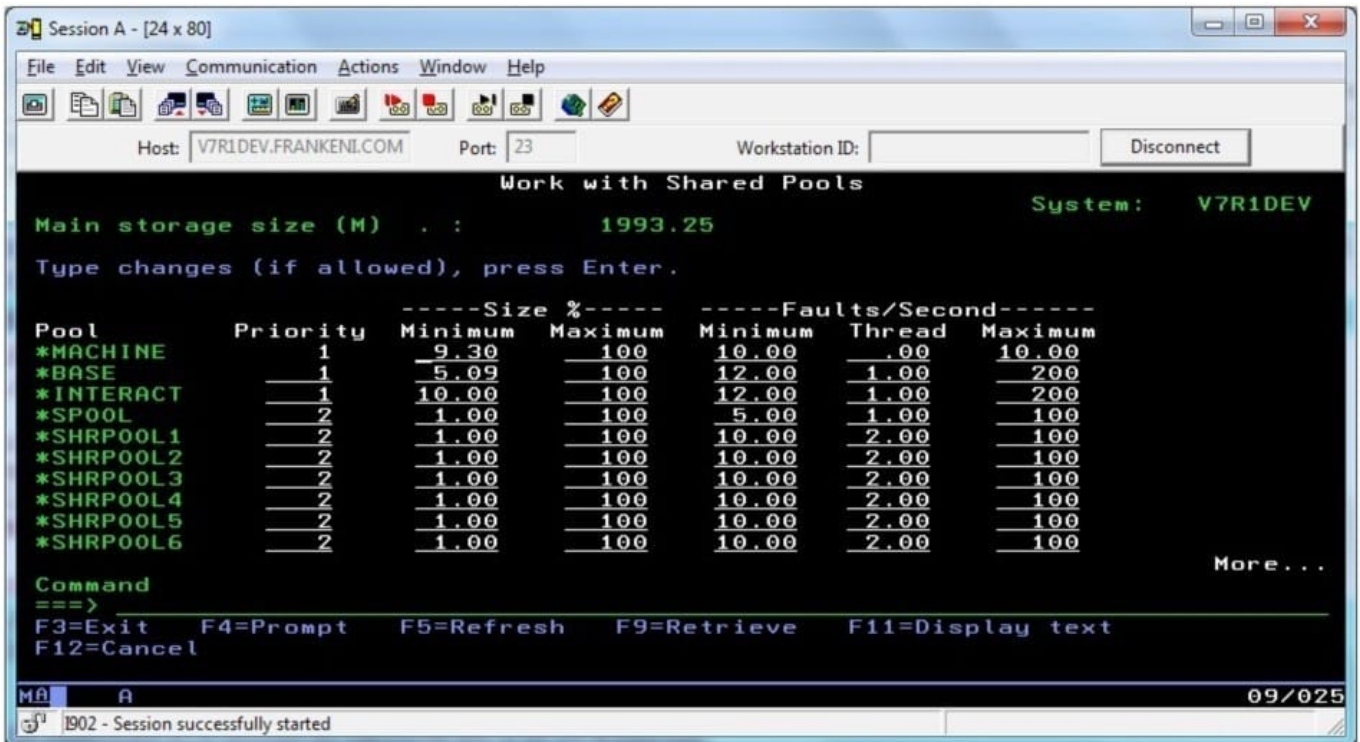 Session A - [24 x 80]
File Edit View Communication Actions Window Help
Host: V7R1DEV.FRANKENI.COM Port: 23 Workstation ID: Disconnect
Work with Shared Pools
System: V7R1DEV
Main storage size (M) . : 1993.25
Type changes (if allowed), press Enter.
-----Size %----- -----Faults/Second------
Pool Priority Minimum Maximum Minimum Thread Maximum
*MACHINE 1 9.30 100 10.00 .00 10.00
*BASE 1 5.09 100 12.00 1.00 200
*INTERACT 1 10.00 100 12.00 1.00 200
*SPOOL 2 1.00 100 5.00 1.00 100
*SHRPOOL1 2 1.00 100 10.00 2.00 100
*SHRPOOL2 2 1.00 100 10.00 2.00 100
*SHRPOOL3 2 1.00 100 10.00 2.00 100
*SHRPOOL4 2 1.00 100 10.00 2.00 100
*SHRPOOL5 2 1.00 100 10.00 2.00 100
*SHRPOOL6 2 1.00 100 10.00 2.00 100
More...
Command
===>
F3=Exit F4=Prompt F5=Refresh F9=Retrieve F11=Display text
F12=Cancel
MA A 09/025
I902 - Session successfully started